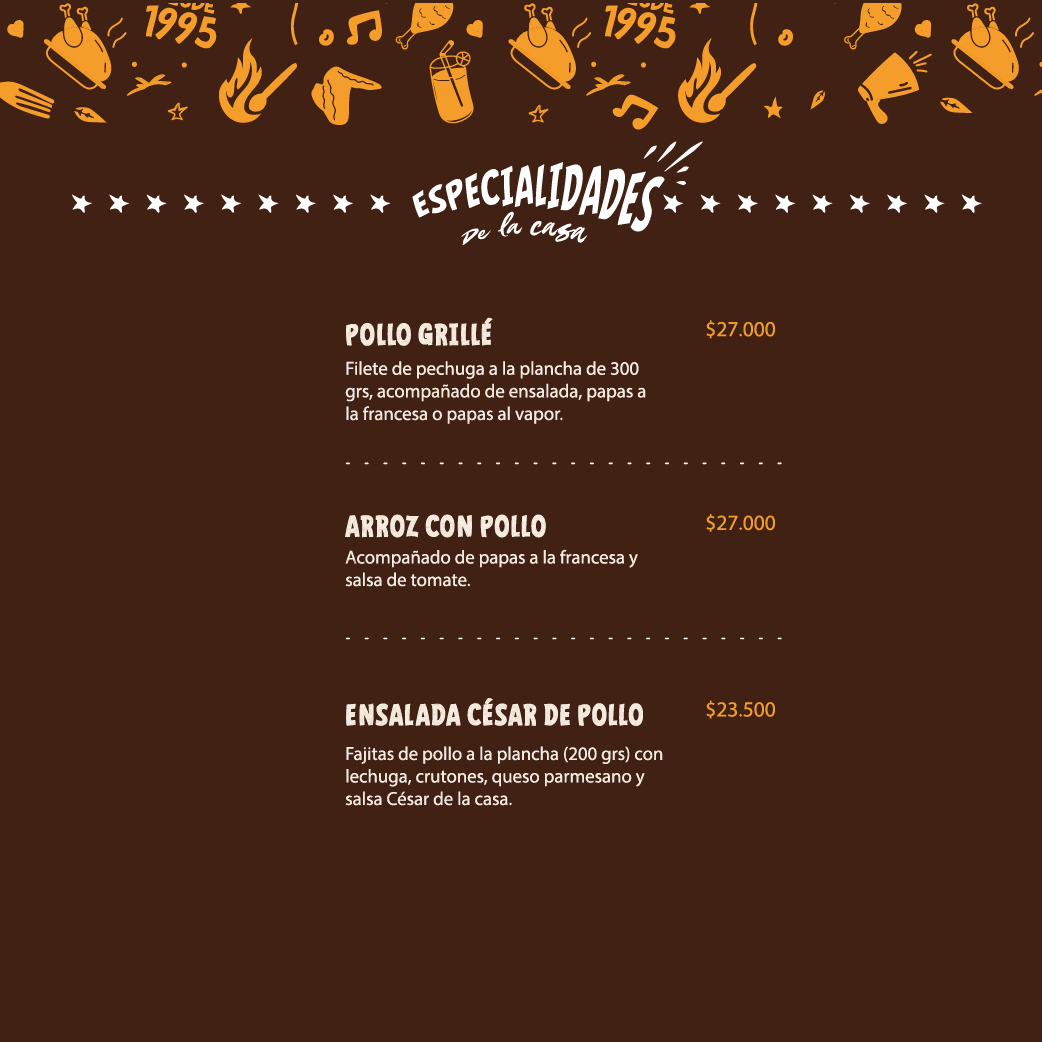 1995
1995
ESPECIALIDADES
De la casa
POLLO GRILLÉ
$27.000
Filete de pechuga a la plancha de 300
grs, acompañado de ensalada, papas a
la francesa o papas al vapor.
ARROZ CON POLLO
$27.000
Acompañado de papas a la francesa y
salsa de tomate.
ENSALADA CÉSAR DE POLLO
$23.500
Fajitas de pollo a la plancha (200 grs) con
lechuga, crutones, queso parmesano y
salsa César de la casa.